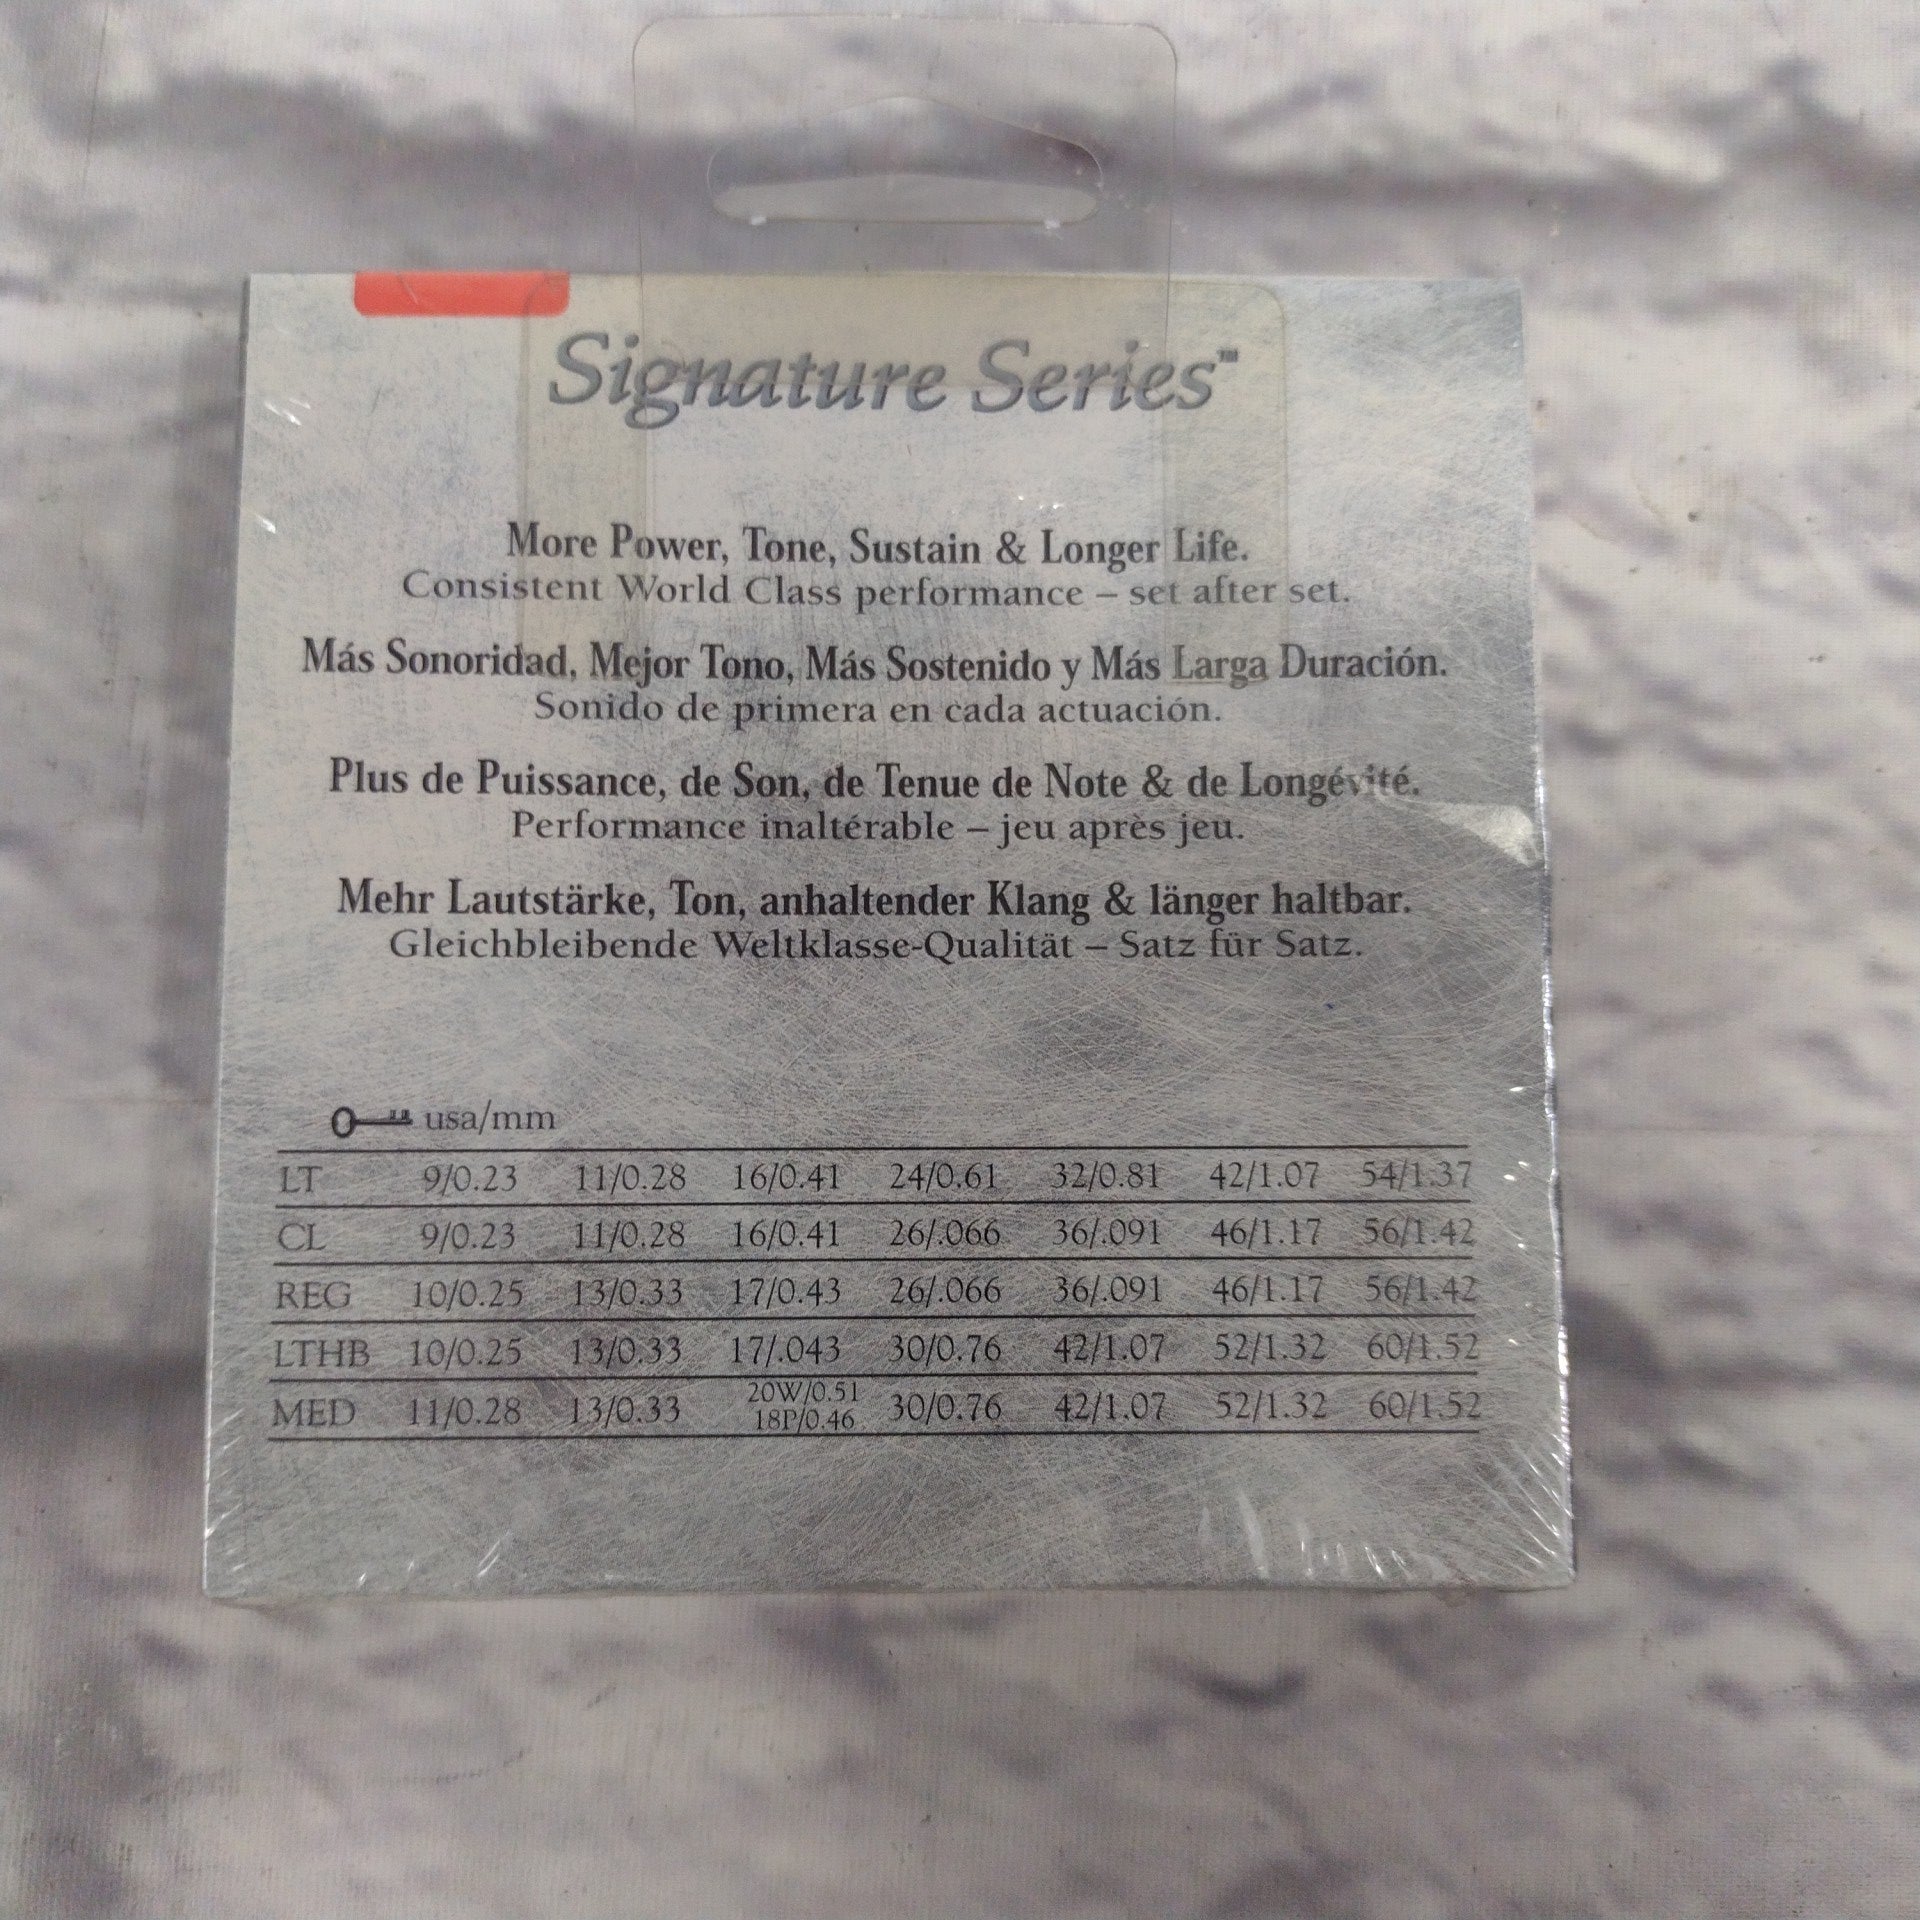 Signature Series™
More Power, Tone, Sustain & Longer Life.
Consistent World Class performance – set after set.
Más Sonoridad, Mejor Tono, Más Sostenido y Más Larga Duración.
Sonido de primera en cada actuación.
Plus de Puissance, de Son, de Tenue de Note & de Longévité.
Performance inaltérable – jeu après jeu.
Mehr Lautstärke, Ton, anhaltender Klang & länger haltbar.
Gleichbleibende Weltklasse-Qualität – Satz für Satz.
usa/mm
LT 9/0.23 11/0.28 16/0.41 24/0.61 32/0.81 42/1.07 54/1.37
CL 9/0.23 11/0.28 16/0.41 26/.066 36/.091 46/1.17 56/1.42
REG 10/0.25 13/0.33 17/0.43 26/.066 36/.091 46/1.17 56/1.42
LTHB 10/0.25 13/0.33 17/.043 30/0.76 42/1.07 52/1.32 60/1.52
MED 11/0.28 13/0.33 20W/0.51 18P/0.46 30/0.76 42/1.07 52/1.32 60/1.52